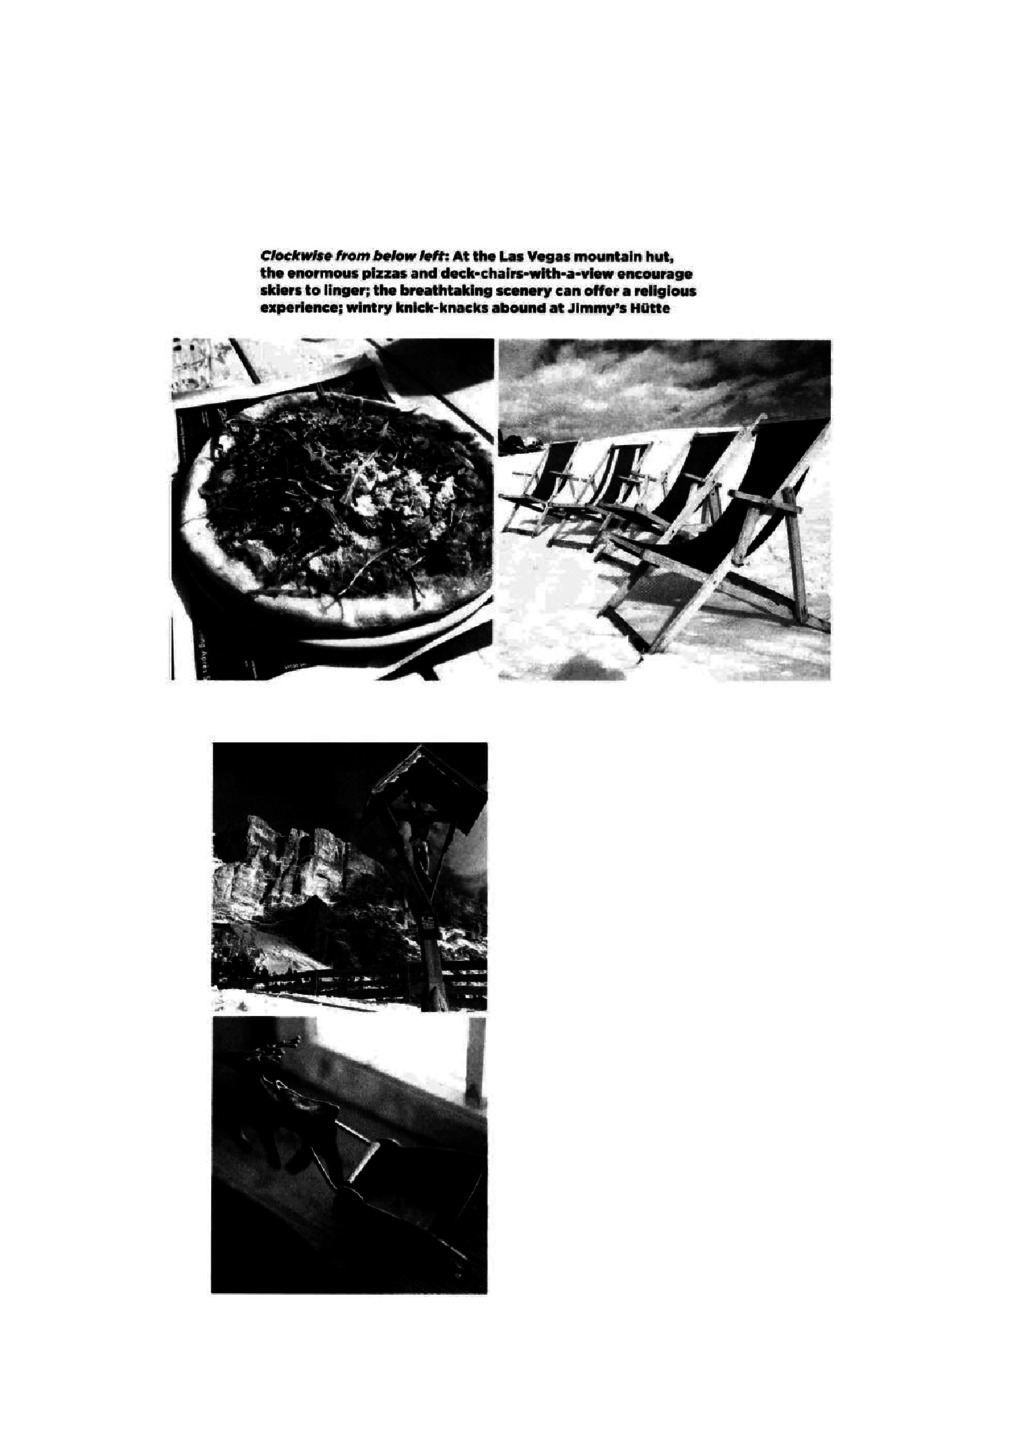 Clockwise from below left: At the Las Vegas mountain hut,
the enormous pizzas and deck-chairs-with-a-view encourage
skiers to linger; the breathtaking scenery can offer a religious
experience; wintry knick-knacks abound at Jimmy's Hütte